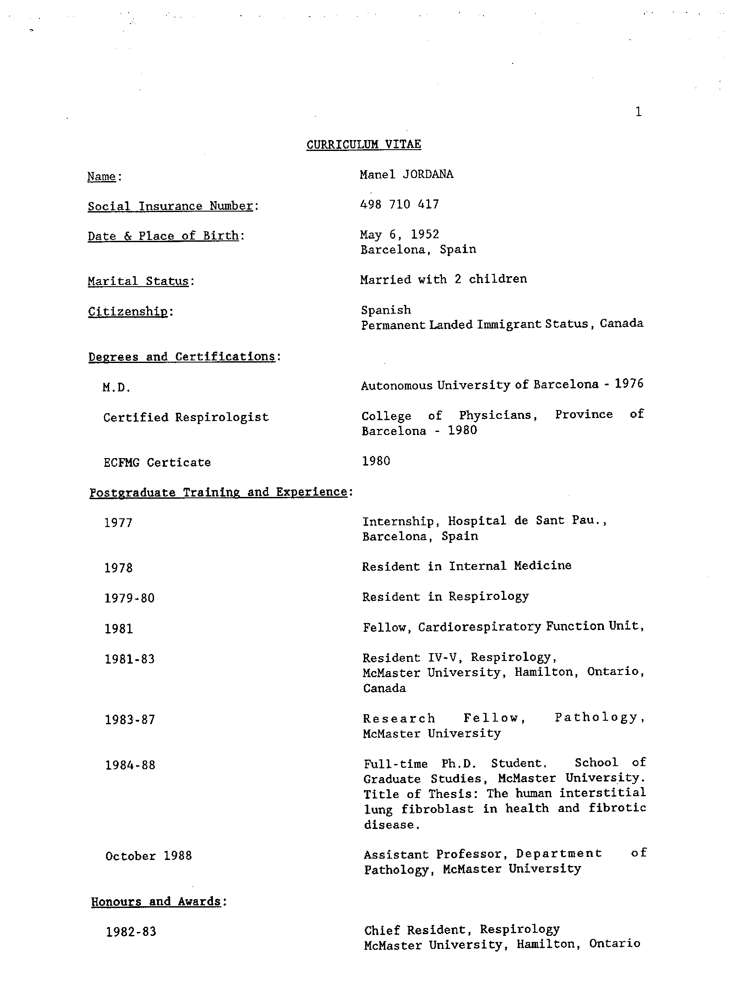 1
CURRICULUM VITAE
Name: Manel JORDANA
Social Insurance Number: 498 710 417
Date & Place of Birth: May 6, 1952
Barcelona, Spain
Marital Status: Married with 2 children
Citizenship: Spanish
Permanent Landed Immigrant Status, Canada
Degrees and Certifications:
M.D. Autonomous University of Barcelona - 1976
Certified Respirologist College of Physicians, Province of
Barcelona - 1980
ECFMG Certicate 1980
Postgraduate Training and Experience:
1977 Internship, Hospital de Sant Pau.,
Barcelona, Spain
1978 Resident in Internal Medicine
1979-80 Resident in Respirology
1981 Fellow, Cardiorespiratory Function Unit,
1981-83 Resident IV-V, Respirology,
McMaster University, Hamilton, Ontario,
Canada
1983-87 Research Fellow, Pathology,
McMaster University
1984-88 Full-time Ph.D. Student. School of
Graduate Studies, McMaster University.
Title of Thesis: The human interstitial
lung fibroblast in health and fibrotic
disease.
October 1988 Assistant Professor, Department of
Pathology, McMaster University
Honours and Awards:
1982-83 Chief Resident, Respirology
McMaster University, Hamilton, Ontario